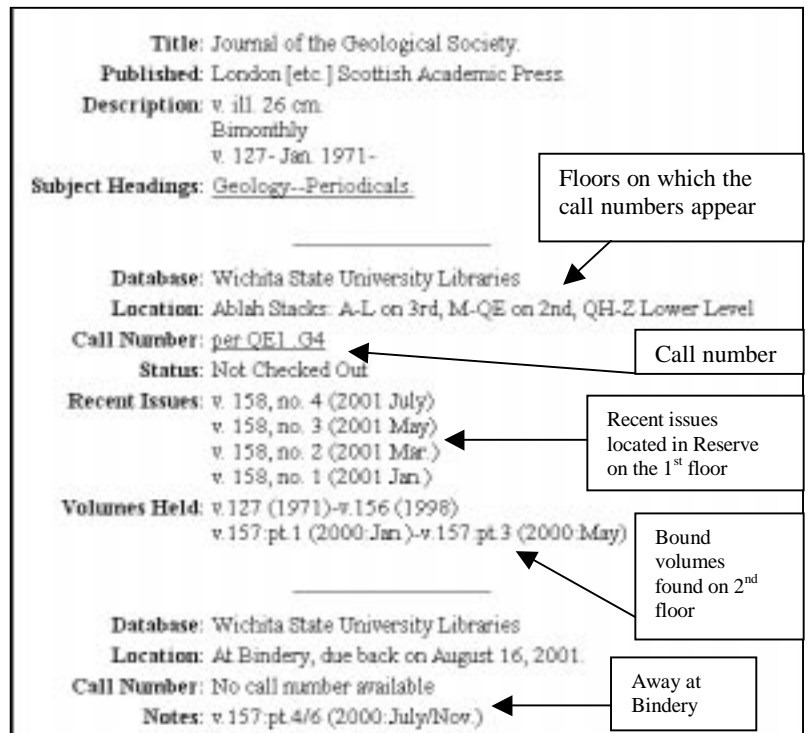 Title: Journal of the Geological Society.
Published: London [etc.] Scottish Academic Press.
Description: v. ill. 26 cm.
Bimonthly
v. 127- Jan. 1971-
Subject Headings: Geology--Periodicals.
Floors on which the
call numbers appear
Database: Wichita State University Libraries
Location: Ablah Stacks: A-L on 3rd, M-QE on 2nd, QH-Z Lower Level
Call Number: per QE1 .G4
Call number
Status: Not Checked Out
Recent Issues: v. 158, no. 4 (2001 July)
v. 158, no. 3 (2001 May)
v. 158, no. 2 (2001 Mar.)
v. 158, no. 1 (2001 Jan.)
Recent issues
located in Reserve
on the 1st floor
Volumes Held: v.127 (1971)-v.156 (1998)
v.157:pt.1 (2000:Jan.)-v.157:pt.3 (2000:May)
Bound
volumes
found on 2nd
floor
Database: Wichita State University Libraries
Location: At Bindery, due back on August 16, 2001.
Call Number: No call number available
Notes: v.157:pt.4/6 (2000:July/Nov.)
Away at
Bindery